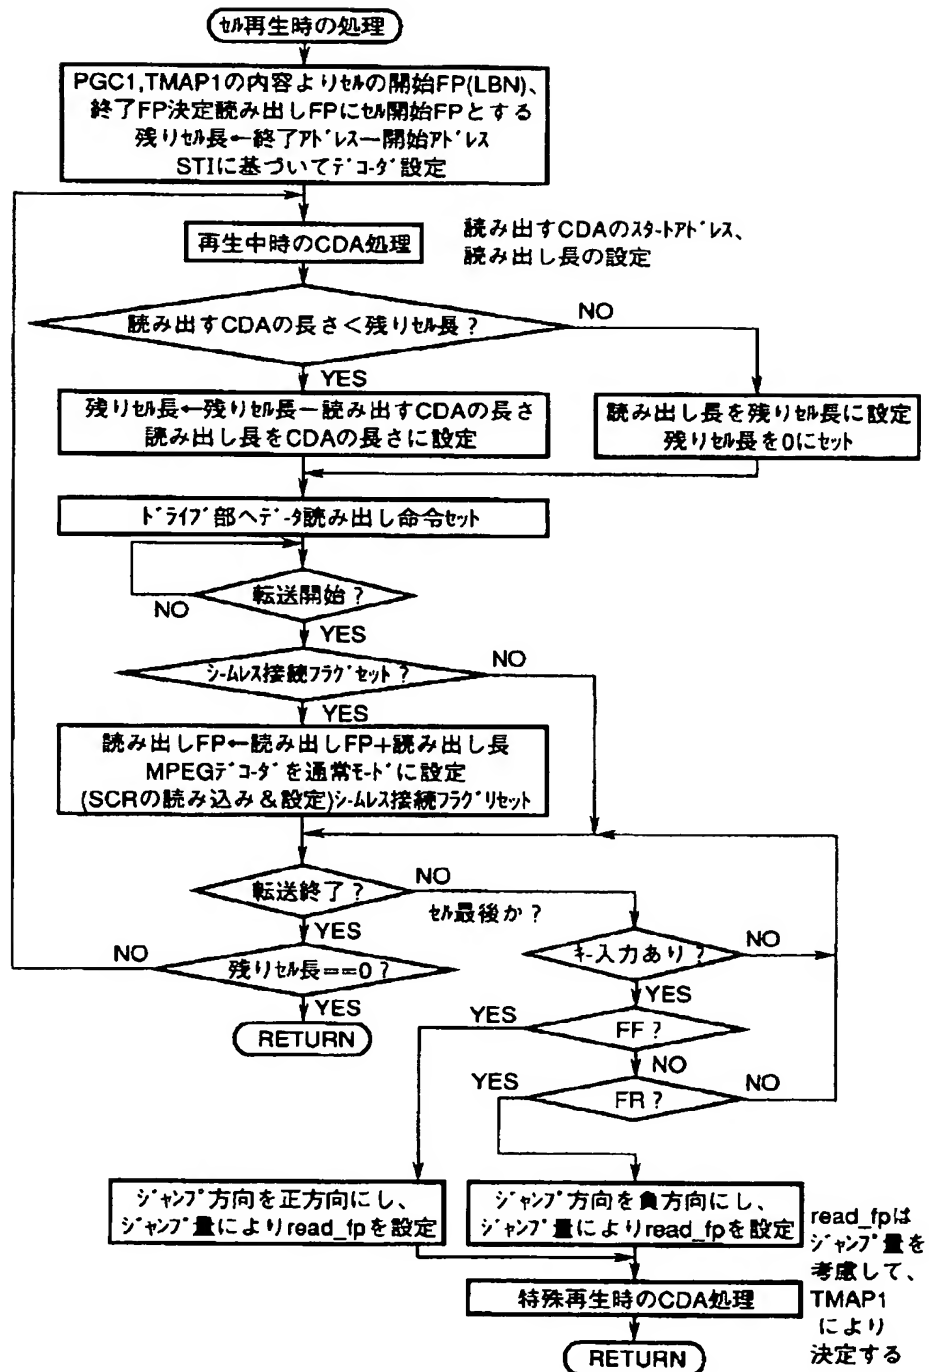 ｾﾙ再生時の処理
PGC1,TMAP1の内容よりｾﾙの開始FP(LBN)、
終了FP決定読み出しFPにｾﾙ開始FPとする
残りｾﾙ長←終了ｱﾄﾞﾚｽー開始ｱﾄﾞﾚｽ
STIに基づいてﾃﾞｺｰﾀﾞ設定
再生中時のCDA処理
読み出すCDAのｽﾀｰﾄｱﾄﾞﾚｽ、
読み出し長の設定
読み出すCDAの長さ<残りｾﾙ長?
NO
YES
残りｾﾙ長←残りｾﾙ長ー読み出すCDAの長さ
読み出し長をCDAの長さに設定
読み出し長を残りｾﾙ長に設定
残りｾﾙ長を0にセット
ﾄﾞﾗｲﾌﾞ部へﾃﾞｰﾀ読み出し命令ｾｯﾄ
転送開始?
NO
YES
ｼｰﾑﾚｽ接続ﾌﾗｸﾞｾｯﾄ?
NO
YES
読み出しFP←読み出しFP+読み出し長
MPEGﾃﾞｺｰﾀﾞを通常ﾓｰﾄﾞに設定
(SCRの読み込み&設定)ｼｰﾑﾚｽ接続ﾌﾗｸﾞﾘｾｯﾄ
転送終了?
NO
ｾﾙ最後か?
YES
NO
残りｾﾙ長==0?
YES
RETURN
ｷｰ入力あり?
NO
YES
YES
FF?
NO
YES
FR?
NO
ｼﾞｬﾝﾌﾟ方向を正方向にし、
ｼﾞｬﾝﾌﾟ量によりread_fpを設定
ｼﾞｬﾝﾌﾟ方向を負方向にし、
ｼﾞｬﾝﾌﾟ量によりread_fpを設定
read_fpは
ｼﾞｬﾝﾌﾟ量を
考慮して、
TMAP1
により
決定する
特殊再生時のCDA処理
RETURN